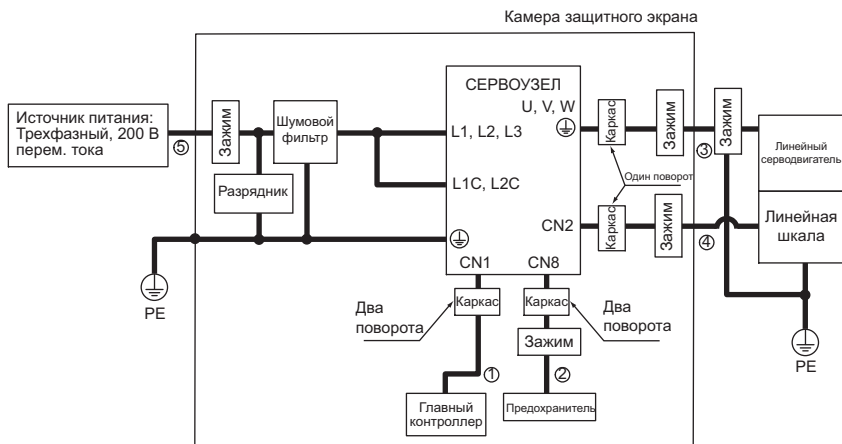 Камера защитного экрана
Источник питания:
Трехфазный, 200 В
перем. тока
⑤
Зажим
Разрядник
Шумовой
фильтр
СЕРВОУЗЕЛ
U, V, W
L1, L2, L3
L1C, L2C
CN2
CN1
CN8
Каркас
Зажим
③
Зажим
Линейный
серводвигатель
Один поворот
Каркас
Зажим
④
Линейная
шкала
PE
PE
Два
поворота
Каркас
Каркас
Два
поворота
Зажим
①
②
Главный
контроллер
Предохранитель